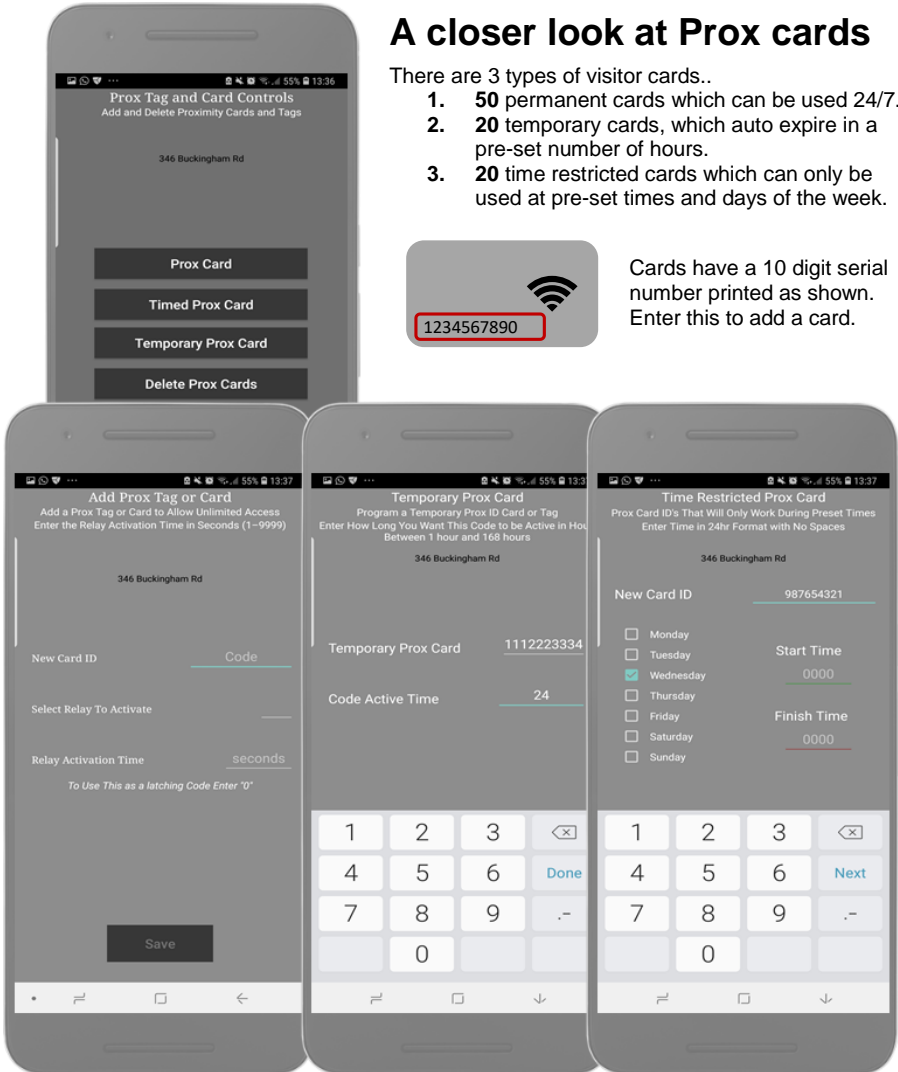 A closer look at Prox cards
There are 3 types of visitor cards..
1. 50 permanent cards which can be used 24/7.
2. 20 temporary cards, which auto expire in a
pre-set number of hours.
3. 20 time restricted cards which can only be
used at pre-set times and days of the week.
Cards have a 10 digit serial
number printed as shown.
Enter this to add a card.
1234567890
55% 13:36
Prox Tag and Card Controls
Add and Delete Proximity Cards and Tags
346 Buckingham Rd
Prox Card
Timed Prox Card
Temporary Prox Card
Delete Prox Cards
55% 13:37
Add Prox Tag or Card
Add a Prox Tag or Card to Allow Unlimited Access
Enter the Relay Activation Time in Seconds (1-9999)
346 Buckingham Rd
New Card ID Code
Select Relay To Activate
Relay Activation Time seconds
To Use This as a latching Code Enter "0"
Save
55% 13:37
Temporary Prox Card
Program a Temporary Prox ID Card or Tag
Enter How Long You Want This Code to be Active in Hou
Between 1 hour and 168 hours
346 Buckingham Rd
Temporary Prox Card 1112223334
Code Active Time 24
1 2 3
4 5 6 Done
7 8 9 .-
0
55% 13:37
Time Restricted Prox Card
Prox Card ID's That Will Only Work During Preset Times
Enter Time in 24hr Format with No Spaces
346 Buckingham Rd
New Card ID 987654321
Monday
Tuesday
Wednesday
Thursday
Friday
Saturday
Sunday
Start Time
0000
Finish Time
0000
1 2 3
4 5 6 Next
7 8 9 .-
0